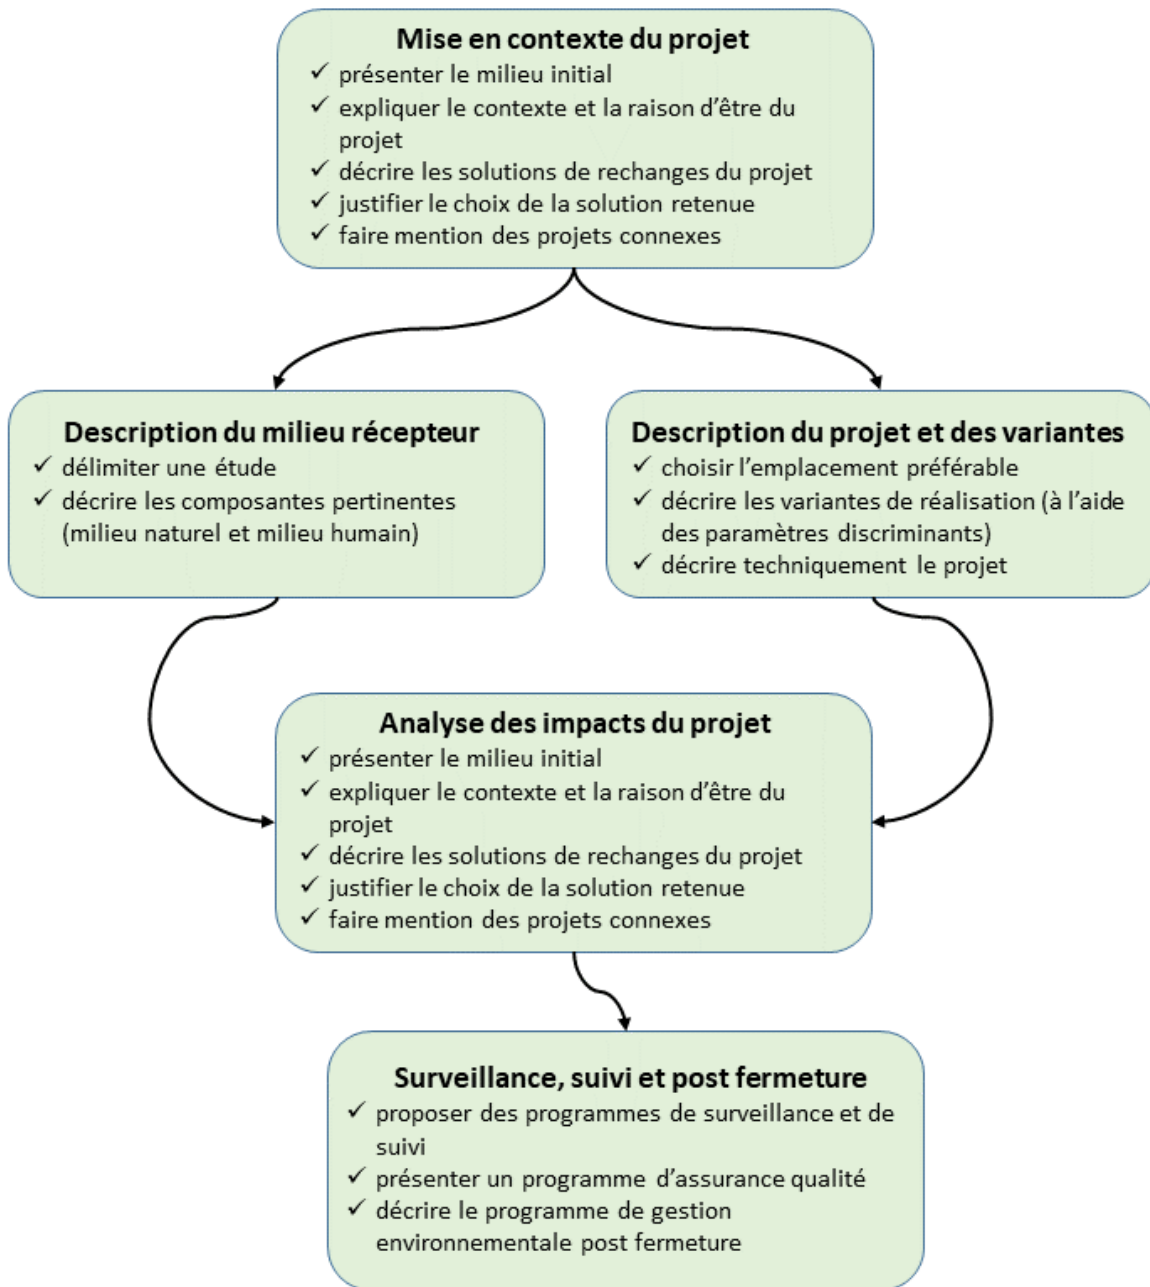 Mise en contexte du projet
✓ présenter le milieu initial
✓ expliquer le contexte et la raison d'être du
projet
✓ décrire les solutions de rechanges du projet
✓ justifier le choix de la solution retenue
✓ faire mention des projets connexes
Description du milieu récepteur
✓ délimiter une étude
✓ décrire les composantes pertinentes
(milieu naturel et milieu humain)
Description du projet et des variantes
✓ choisir l'emplacement préférable
✓ décrire les variantes de réalisation (à l'aide
des paramètres discriminants)
✓ décrire techniquement le projet
Analyse des impacts du projet
✓ présenter le milieu initial
✓ expliquer le contexte et la raison d'être du
projet
✓ décrire les solutions de rechanges du projet
✓ justifier le choix de la solution retenue
✓ faire mention des projets connexes
Surveillance, suivi et post fermeture
✓ proposer des programmes de surveillance et de
suivi
✓ présenter un programme d'assurance qualité
✓ décrire le programme de gestion
environnementale post fermeture